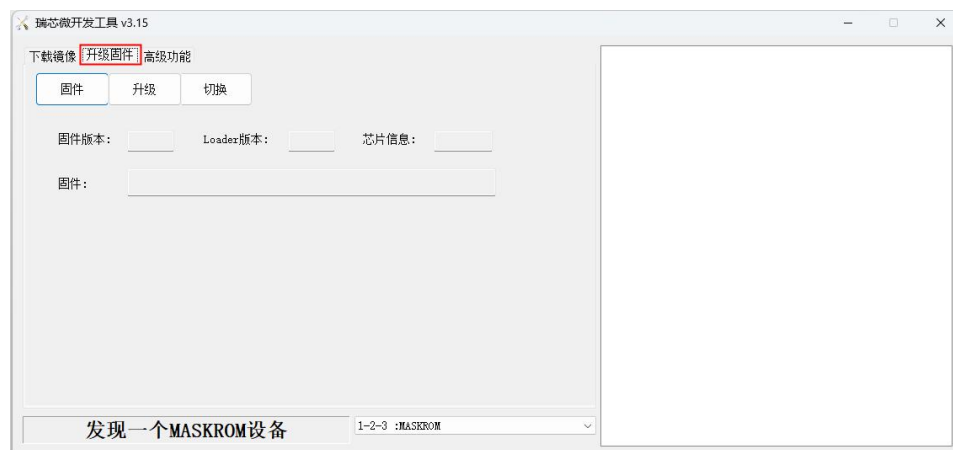 瑞芯微开发工具 v3.15
下载镜像 升级固件 高级功能
固件 升级 切换
固件版本： Loader版本： 芯片信息：
固件：
发现一个MASKROM设备 1-2-3 :MASKROM